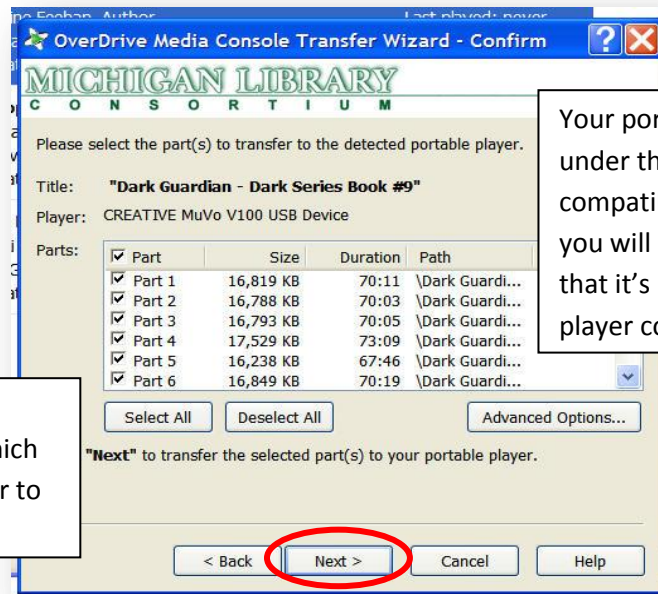 Feehan, Author Last played: never
OverDrive Media Console Transfer Wizard - Confirm
MICHIGAN LIBRARY
CONSORTIUM
Please select the part(s) to transfer to the detected portable player.
Title: "Dark Guardian - Dark Series Book #9"
Player: CREATIVE MuVo V100 USB Device
Parts:
Part Size Duration Path
Part 1 16,819 KB 70:11 \Dark Guardi...
Part 2 16,788 KB 70:03 \Dark Guardi...
Part 3 16,793 KB 70:05 \Dark Guardi...
Part 4 17,529 KB 73:09 \Dark Guardi...
Part 5 16,238 KB 67:46 \Dark Guardi...
Part 6 16,849 KB 70:19 \Dark Guardi...
Select All Deselect All Advanced Options...
"Next" to transfer the selected part(s) to your portable player.
< Back Next > Cancel Help
Your por
under th
compati
you will
that it's
player co
hich
r to